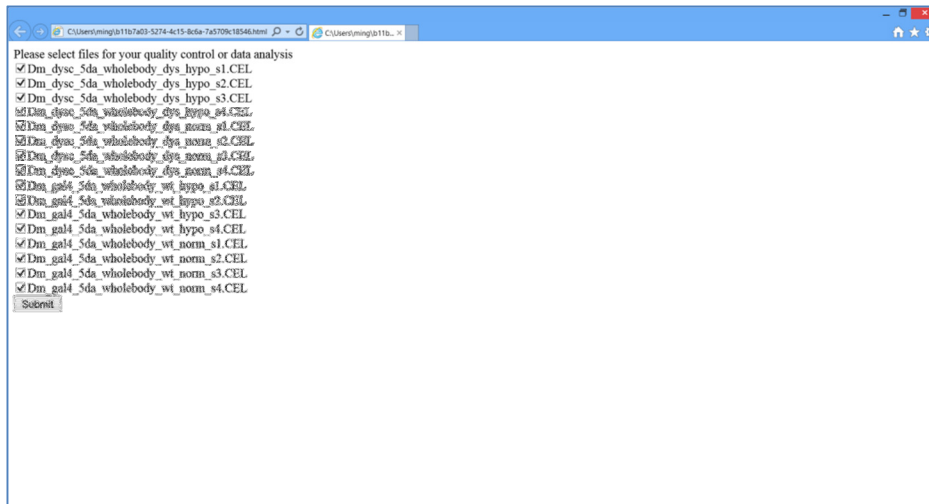 C:\Users\ming\b11b7a03-5274-4c15-8c6a-7a5709c18546.html
C:\Users\ming\b11b...
Please select files for your quality control or data analysis
Dm_dysc_5da_wholebody_dys_hypo_s1.CEL
Dm_dysc_5da_wholebody_dys_hypo_s2.CEL
Dm_dysc_5da_wholebody_dys_hypo_s3.CEL
Dm_dysc_5da_wholebody_dys_hypo_s4.CEL
Dm_dysc_5da_wholebody_dys_norm_s1.CEL
Dm_dysc_5da_wholebody_dys_norm_s2.CEL
Dm_dysc_5da_wholebody_dys_norm_s3.CEL
Dm_dysc_5da_wholebody_dys_norm_s4.CEL
Dm_gal4_5da_wholebody_wt_hypo_s1.CEL
Dm_gal4_5da_wholebody_wt_hypo_s2.CEL
Dm_gal4_5da_wholebody_wt_hypo_s3.CEL
Dm_gal4_5da_wholebody_wt_hypo_s4.CEL
Dm_gal4_5da_wholebody_wt_norm_s1.CEL
Dm_gal4_5da_wholebody_wt_norm_s2.CEL
Dm_gal4_5da_wholebody_wt_norm_s3.CEL
Dm_gal4_5da_wholebody_wt_norm_s4.CEL
Submit